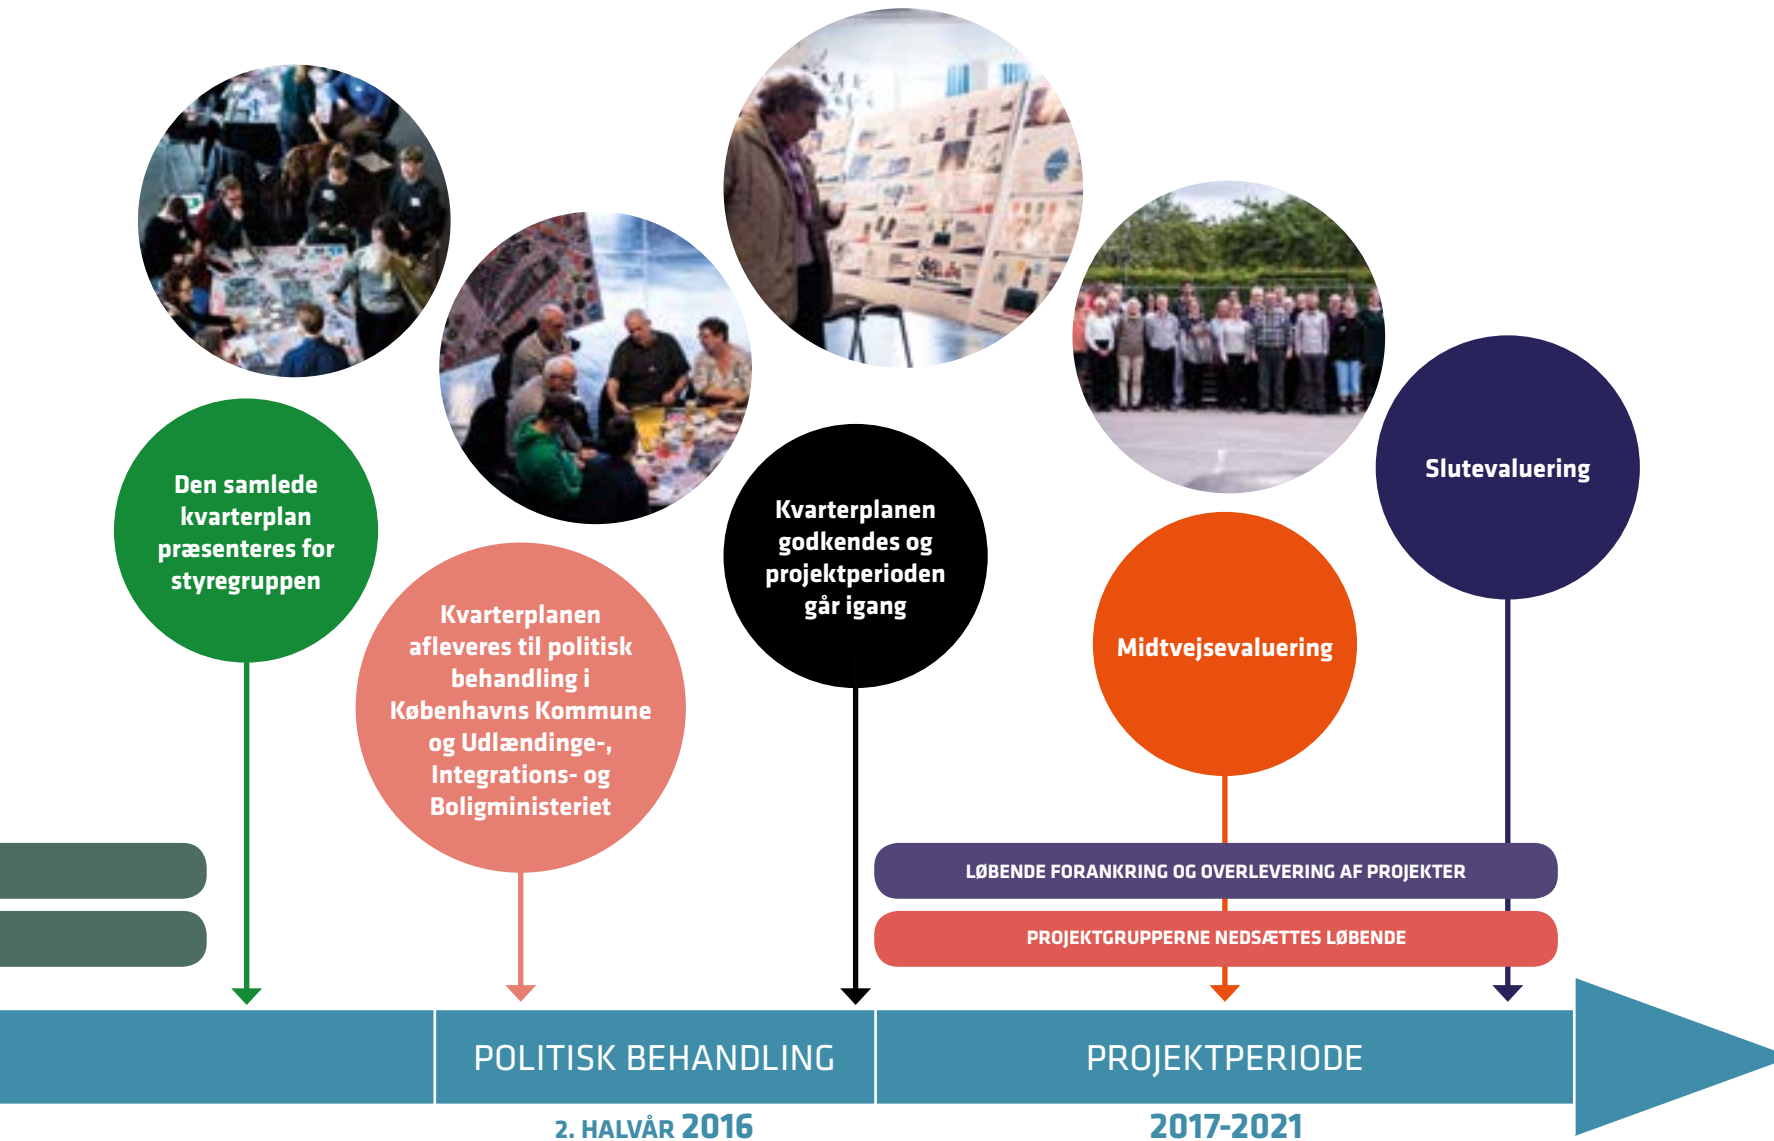 Den samlede
kvarterplan
præsenteres for
styregruppen
Kvarterplanen
afleveres til politisk
behandling i
Københavns Kommune
og Udlændinge-,
Integrations- og
Boligministeriet
Kvarterplanen
godkendes og
projektperioden
går igang
Midtvejsevaluering
Slutevaluering
LØBENDE FORANKRING OG OVERLEVERING AF PROJEKTER
PROJEKTGRUPPERNE NEDSÆTTES LØBENDE
POLITISK BEHANDLING
PROJEKTPERIODE
2. HALVÅR 2016
2017-2021